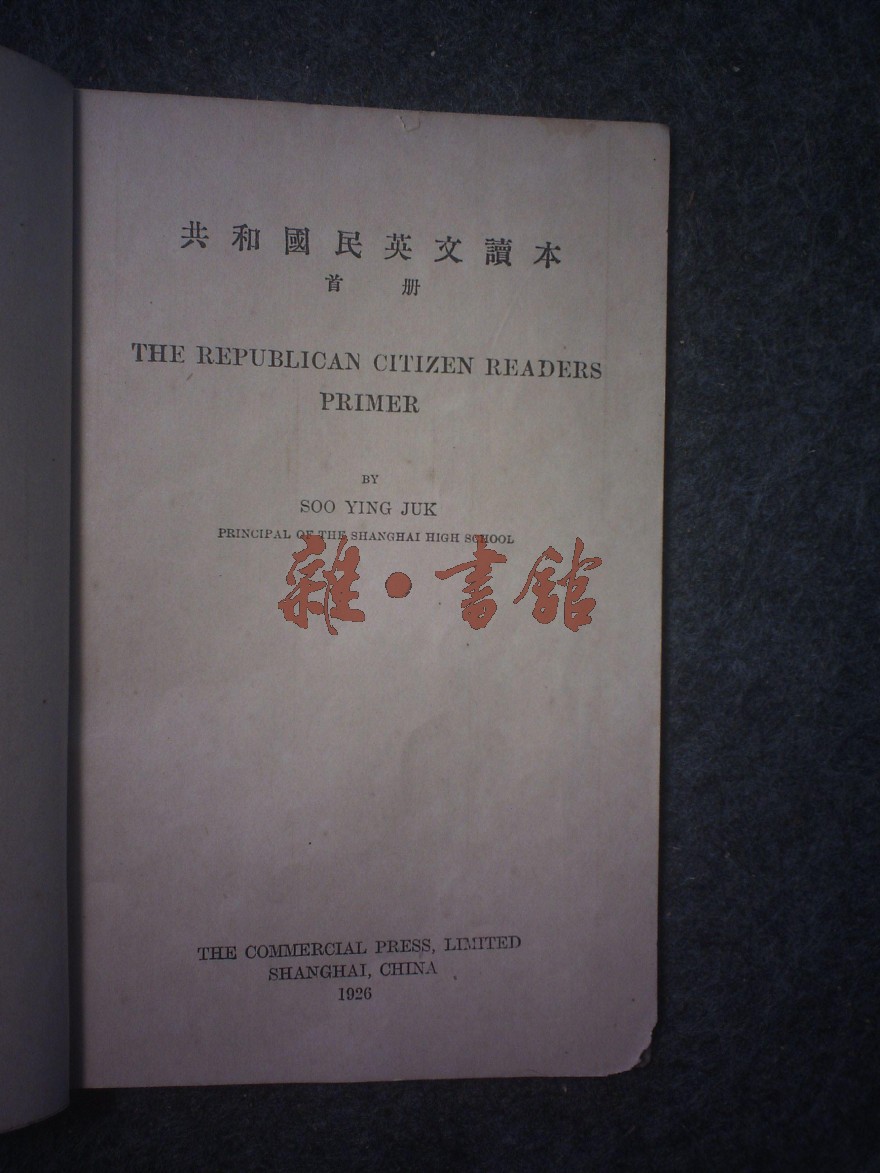 共和國民英文讀本
首册
THE REPUBLICAN CITIZEN READERS
PRIMER
BY
SOO YING JUK
PRINCIPAL OF THE SHANGHAI HIGH SCHOOL
雜·書館
THE COMMERCIAL PRESS, LIMITED
SHANGHAI, CHINA
1926